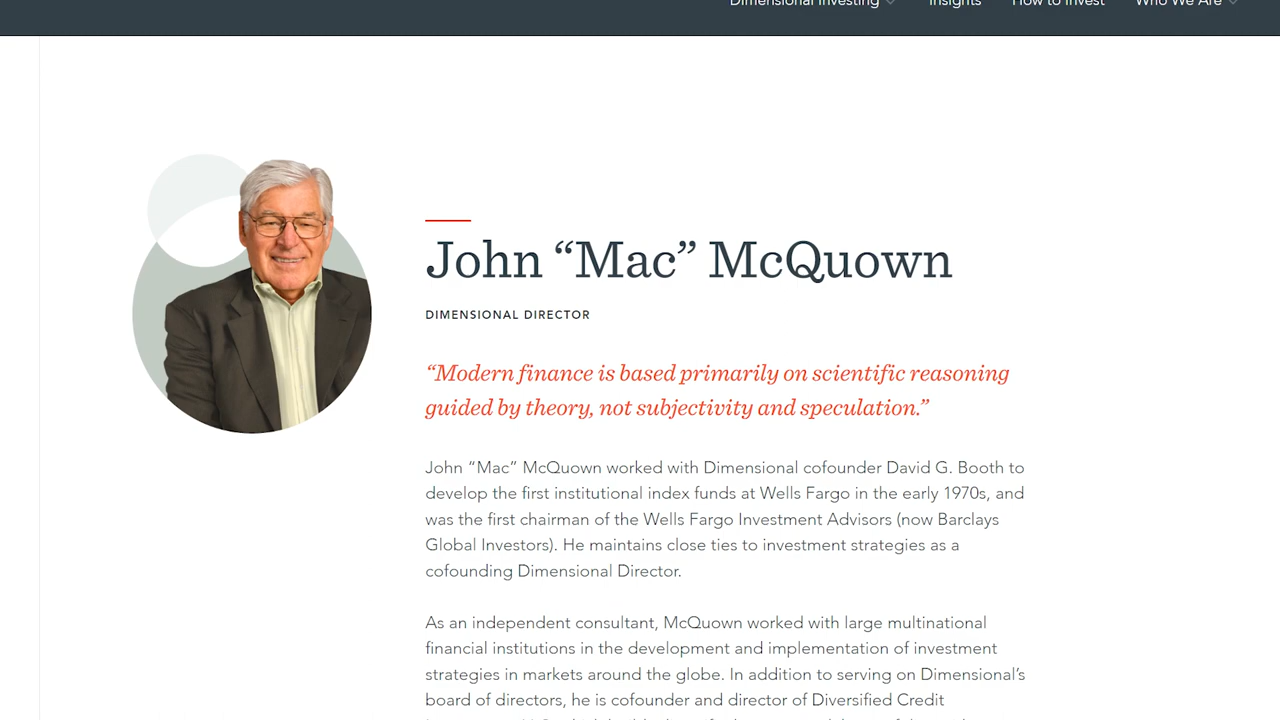 Dimensional Investing Insights How to Invest Who We Are
John “Mac” McQuown
DIMENSIONAL DIRECTOR
“Modern finance is based primarily on scientific reasoning
guided by theory, not subjectivity and speculation.”
John “Mac” McQuown worked with Dimensional cofounder David G. Booth to
develop the first institutional index funds at Wells Fargo in the early 1970s, and
was the first chairman of the Wells Fargo Investment Advisors (now Barclays
Global Investors). He maintains close ties to investment strategies as a
cofounding Dimensional Director.
As an independent consultant, McQuown worked with large multinational
financial institutions in the development and implementation of investment
strategies in markets around the globe. In addition to serving on Dimensional’s
board of directors, he is cofounder and director of Diversified Credit